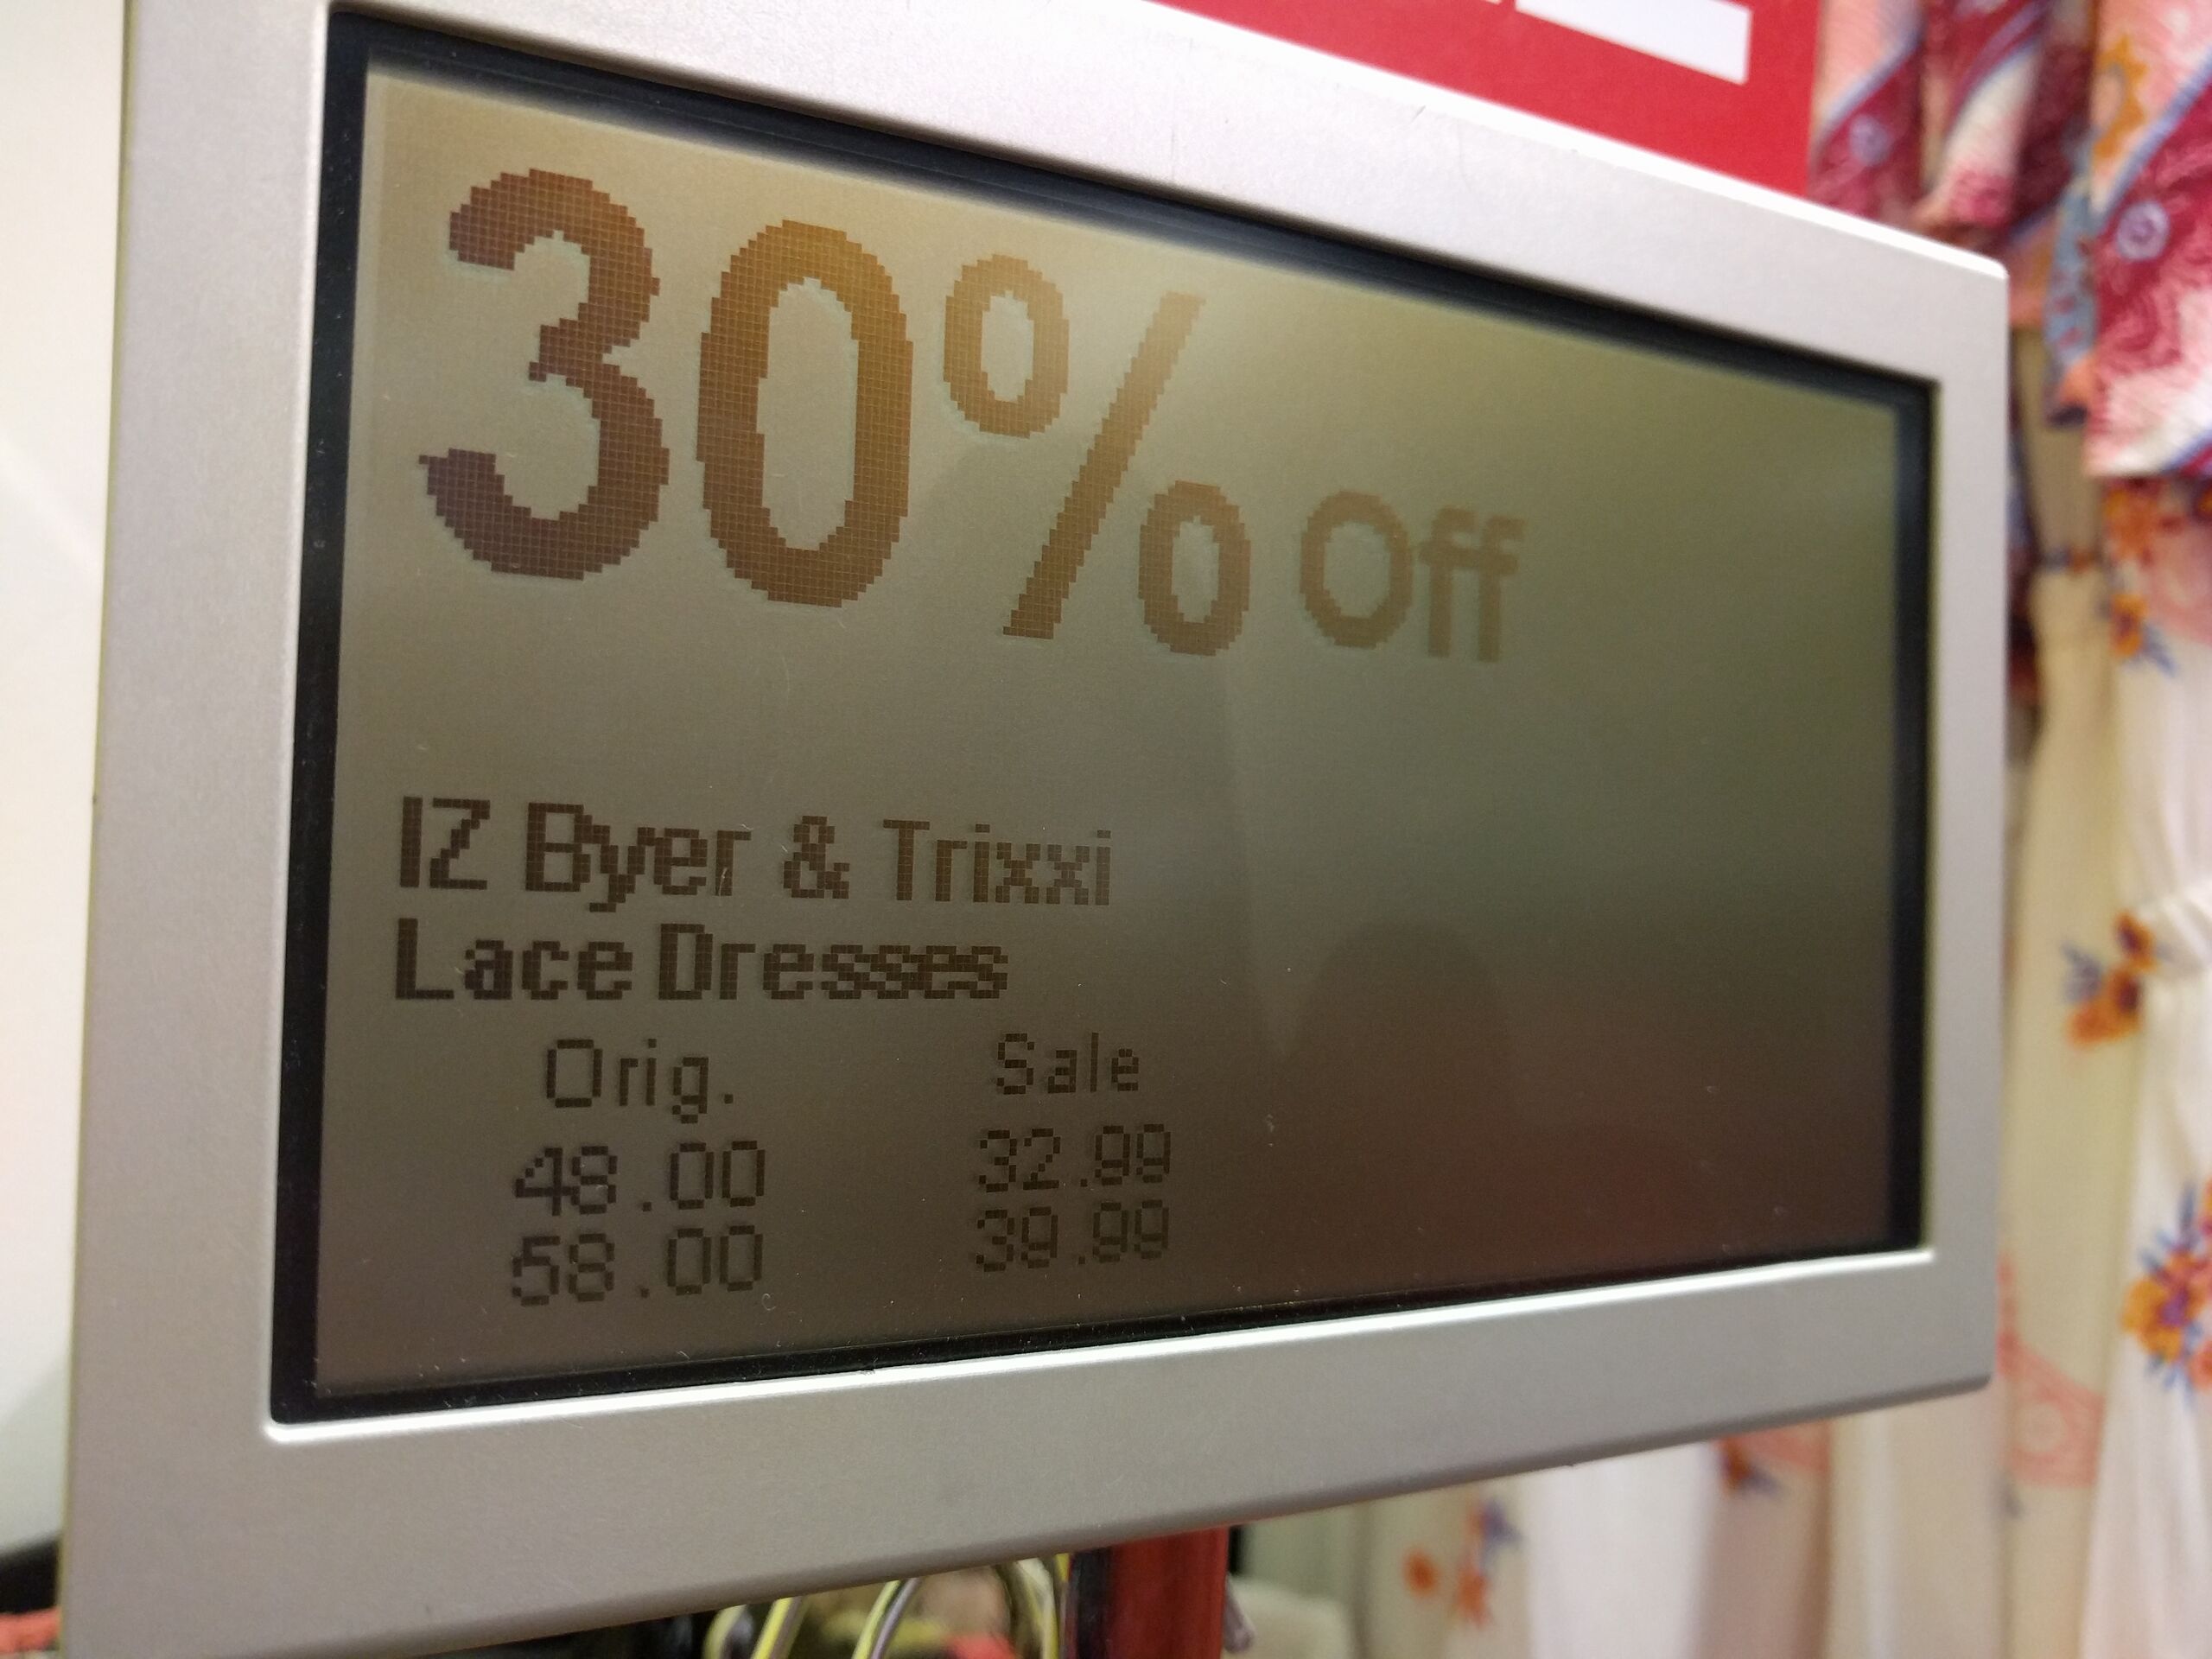 30% Off
IZ Byer & Trixxi
Lace Dresses
Orig. Sale
48.00 32.99
58.00 39.99